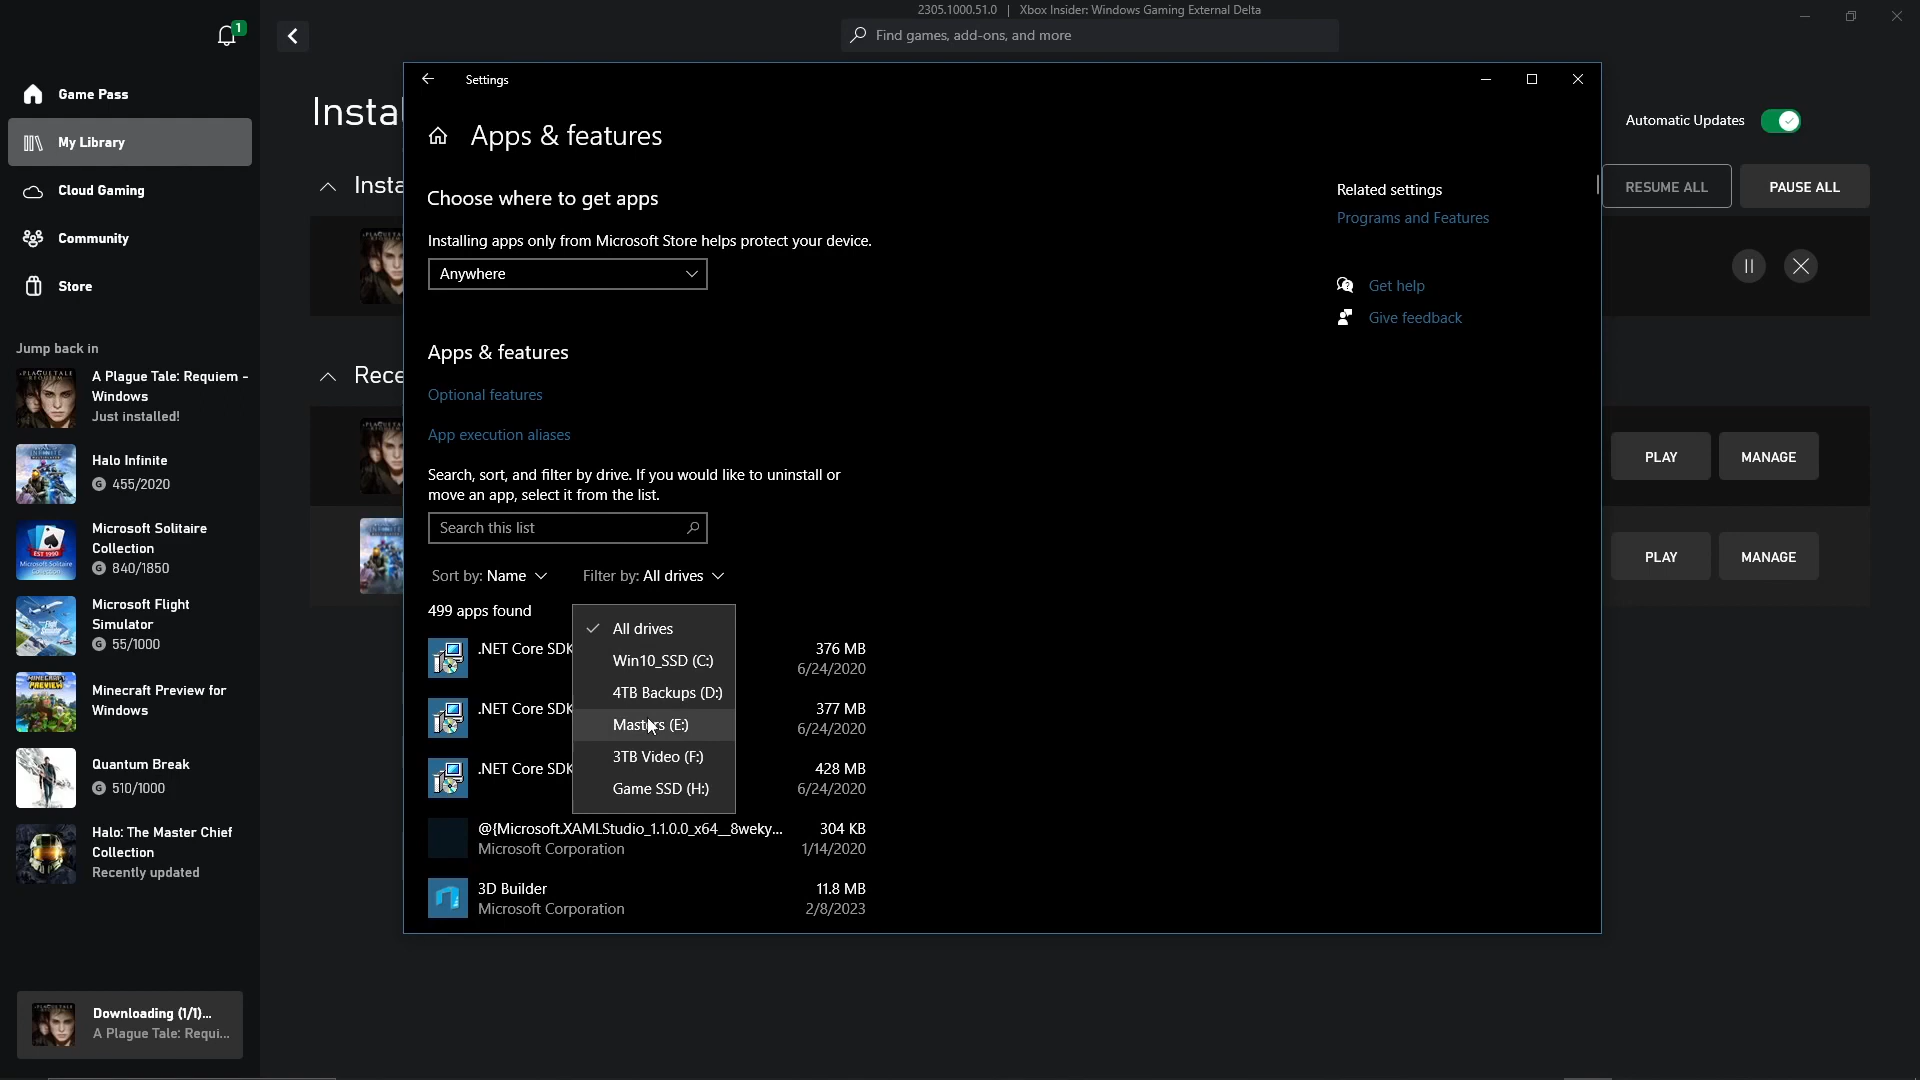 2305.1000.51.0 | Xbox Insider: Windows Gaming External Delta
1
Find games, add-ons, and more
Game Pass
My Library
Cloud Gaming
Community
Store
Jump back in
A Plague Tale: Requiem -
Windows
Just installed!
Halo Infinite
G 455/2020
Microsoft Solitaire
Collection
G 840/1850
Microsoft Flight
Simulator
G 55/1000
Minecraft Preview for
Windows
Quantum Break
G 510/1000
Halo: The Master Chief
Collection
Recently updated
Downloading (1/1)...
A Plague Tale: Requi...
Insta
Automatic Updates
Insta
RESUME ALL
PAUSE ALL
Rece
PLAY
MANAGE
PLAY
MANAGE
Settings
Apps & features
Choose where to get apps
Installing apps only from Microsoft Store helps protect your device.
Anywhere
Apps & features
Optional features
App execution aliases
Search, sort, and filter by drive. If you would like to uninstall or
move an app, select it from the list.
Search this list
Sort by: Name
Filter by: All drives
499 apps found
All drives
Win10_SSD (C:)
4TB Backups (D:)
Masters (E:)
3TB Video (F:)
Game SSD (H:)
.NET Core SDK
376 MB
6/24/2020
.NET Core SDK
377 MB
6/24/2020
.NET Core SDK
428 MB
6/24/2020
@{Microsoft.XAMLStudio_1.1.0.0_x64__8weky...
304 KB
Microsoft Corporation
1/14/2020
3D Builder
11.8 MB
Microsoft Corporation
2/8/2023
Related settings
Programs and Features
Get help
Give feedback